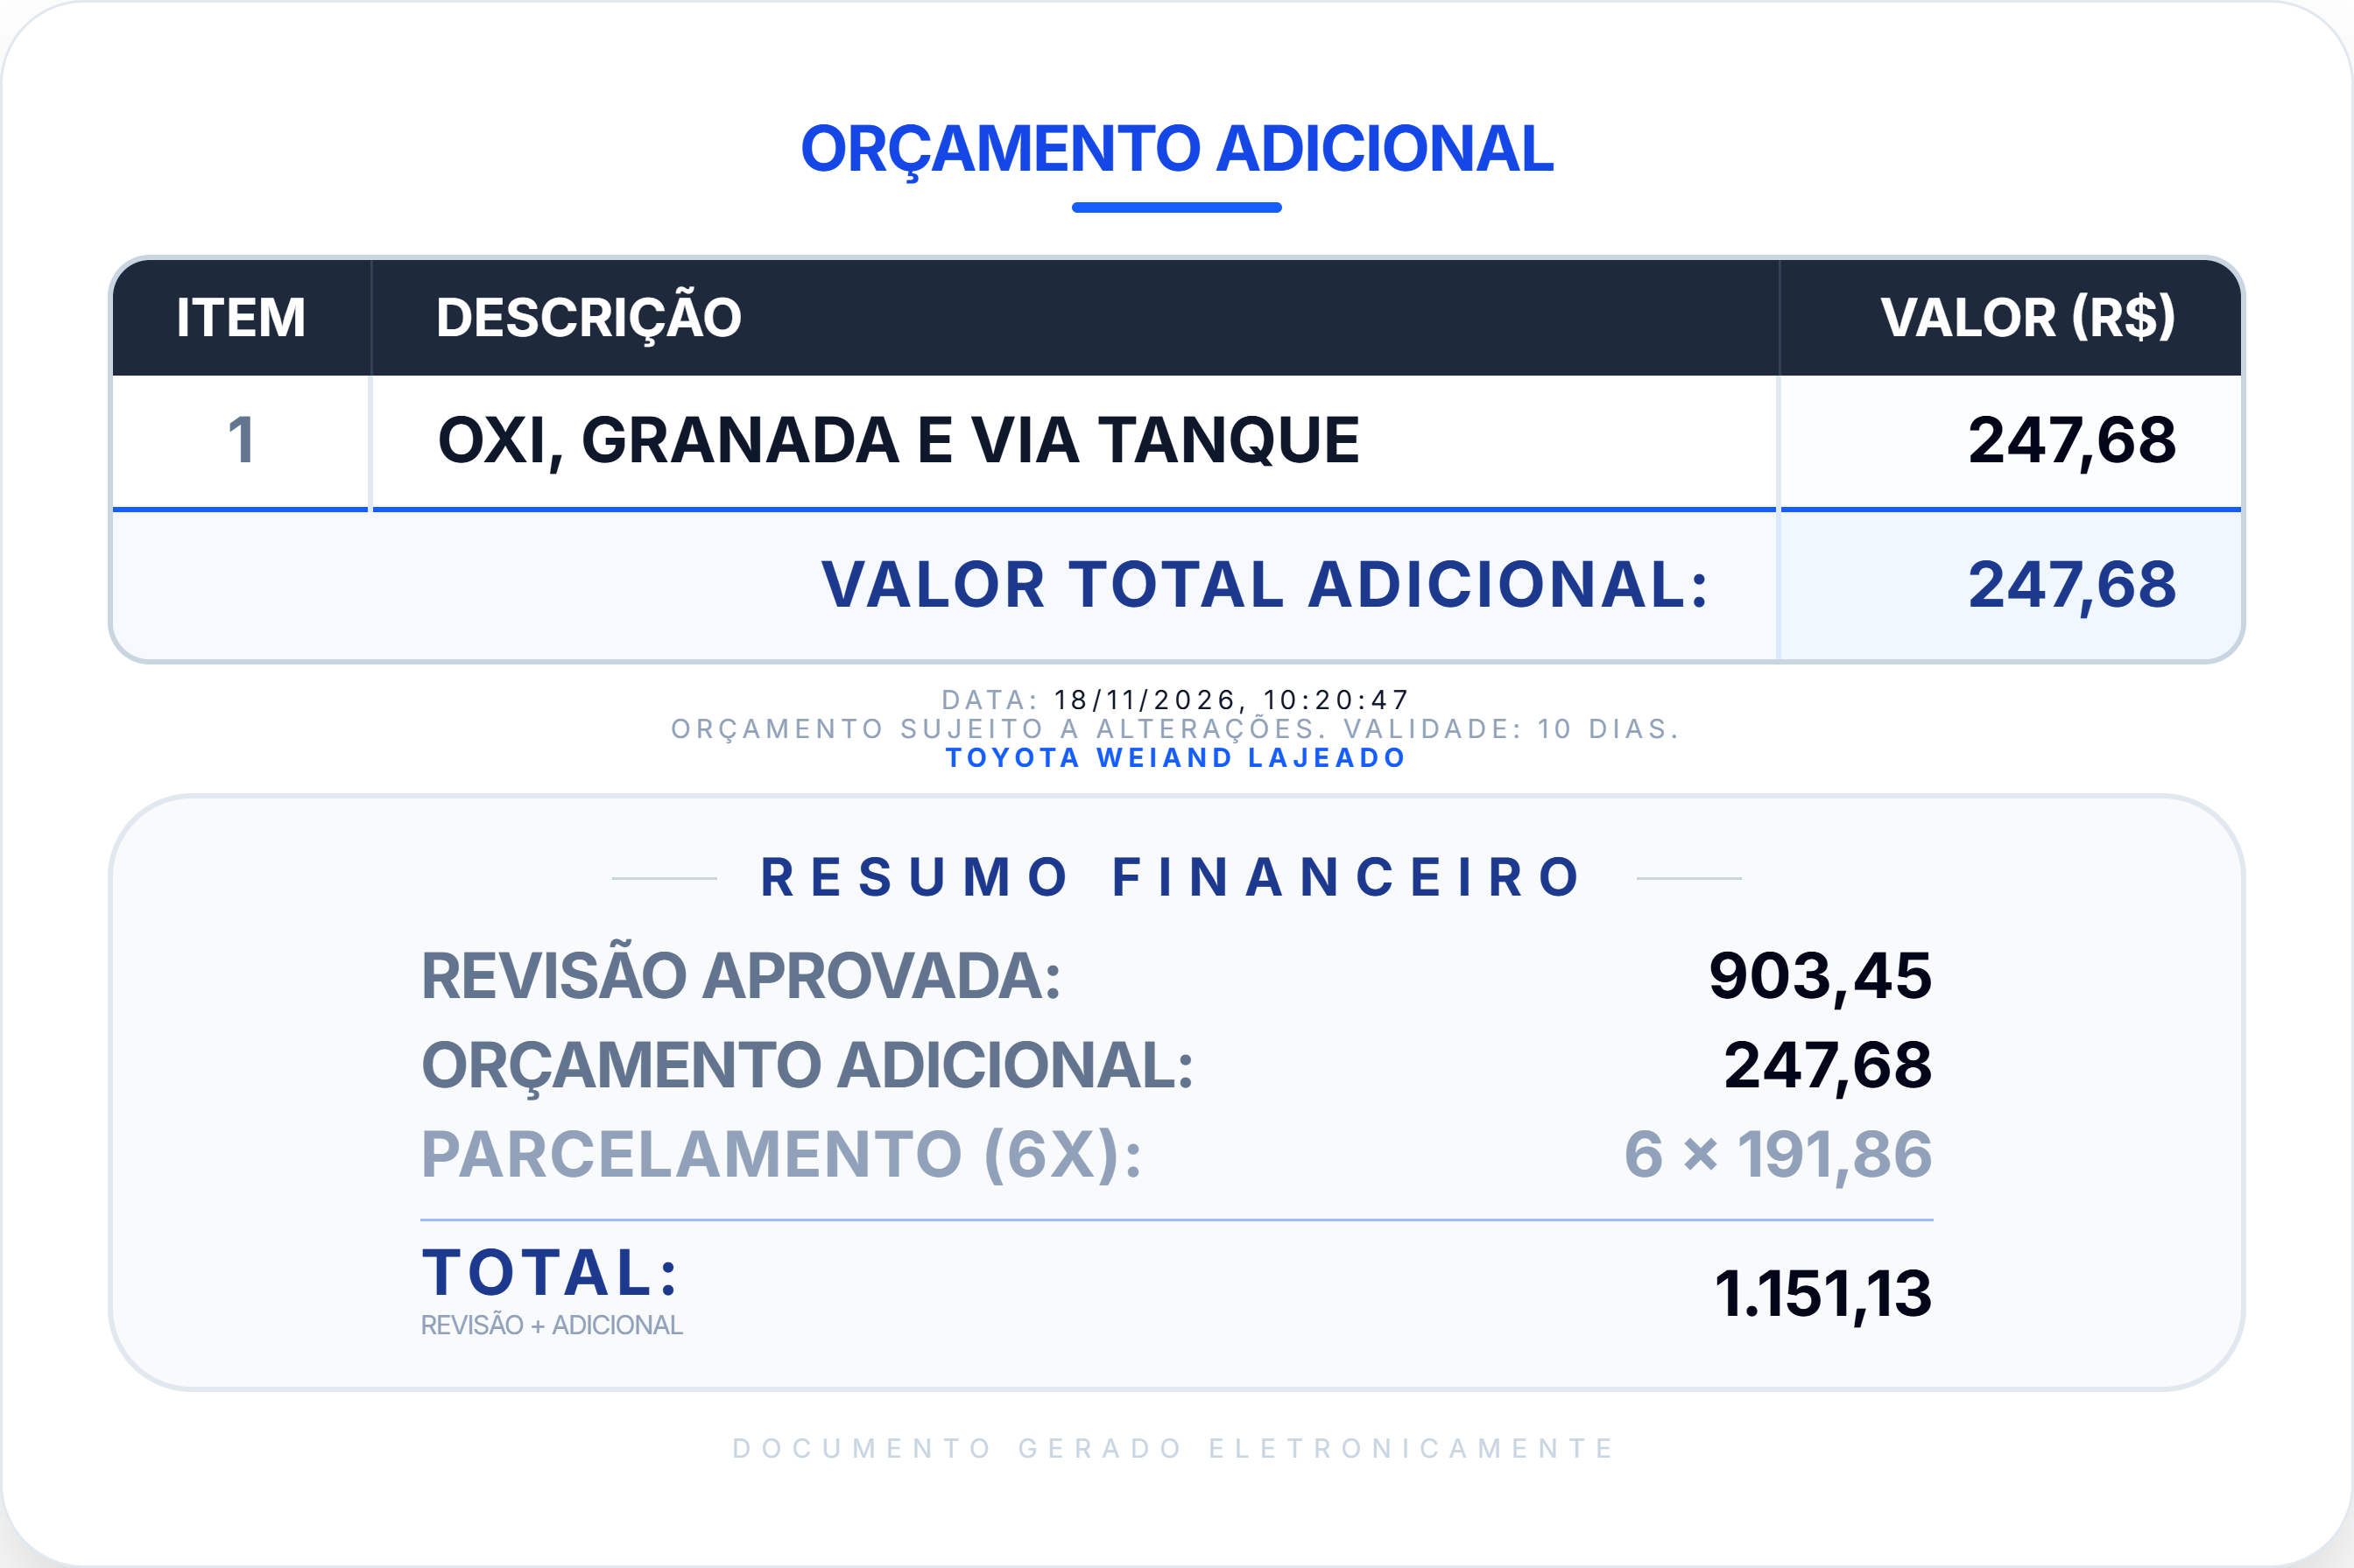 ORÇAMENTO ADICIONAL
ITEM DESCRIÇÃO VALOR (R$)
1 OXI, GRANADA E VIA TANQUE 247,68
VALOR TOTAL ADICIONAL: 247,68
DATA: 18/11/2026, 10:20:47
ORÇAMENTO SUJEITO A ALTERAÇÕES. VALIDADE: 10 DIAS.
TOYOTA WEIAND LAJEADO
RESUMO FINANCEIRO
REVISÃO APROVADA: 903,45
ORÇAMENTO ADICIONAL: 247,68
PARCELAMENTO (6X): 6 × 191,86
TOTAL: 1.151,13
REVISÃO + ADICIONAL
DOCUMENTO GERADO ELETRONICAMENTE